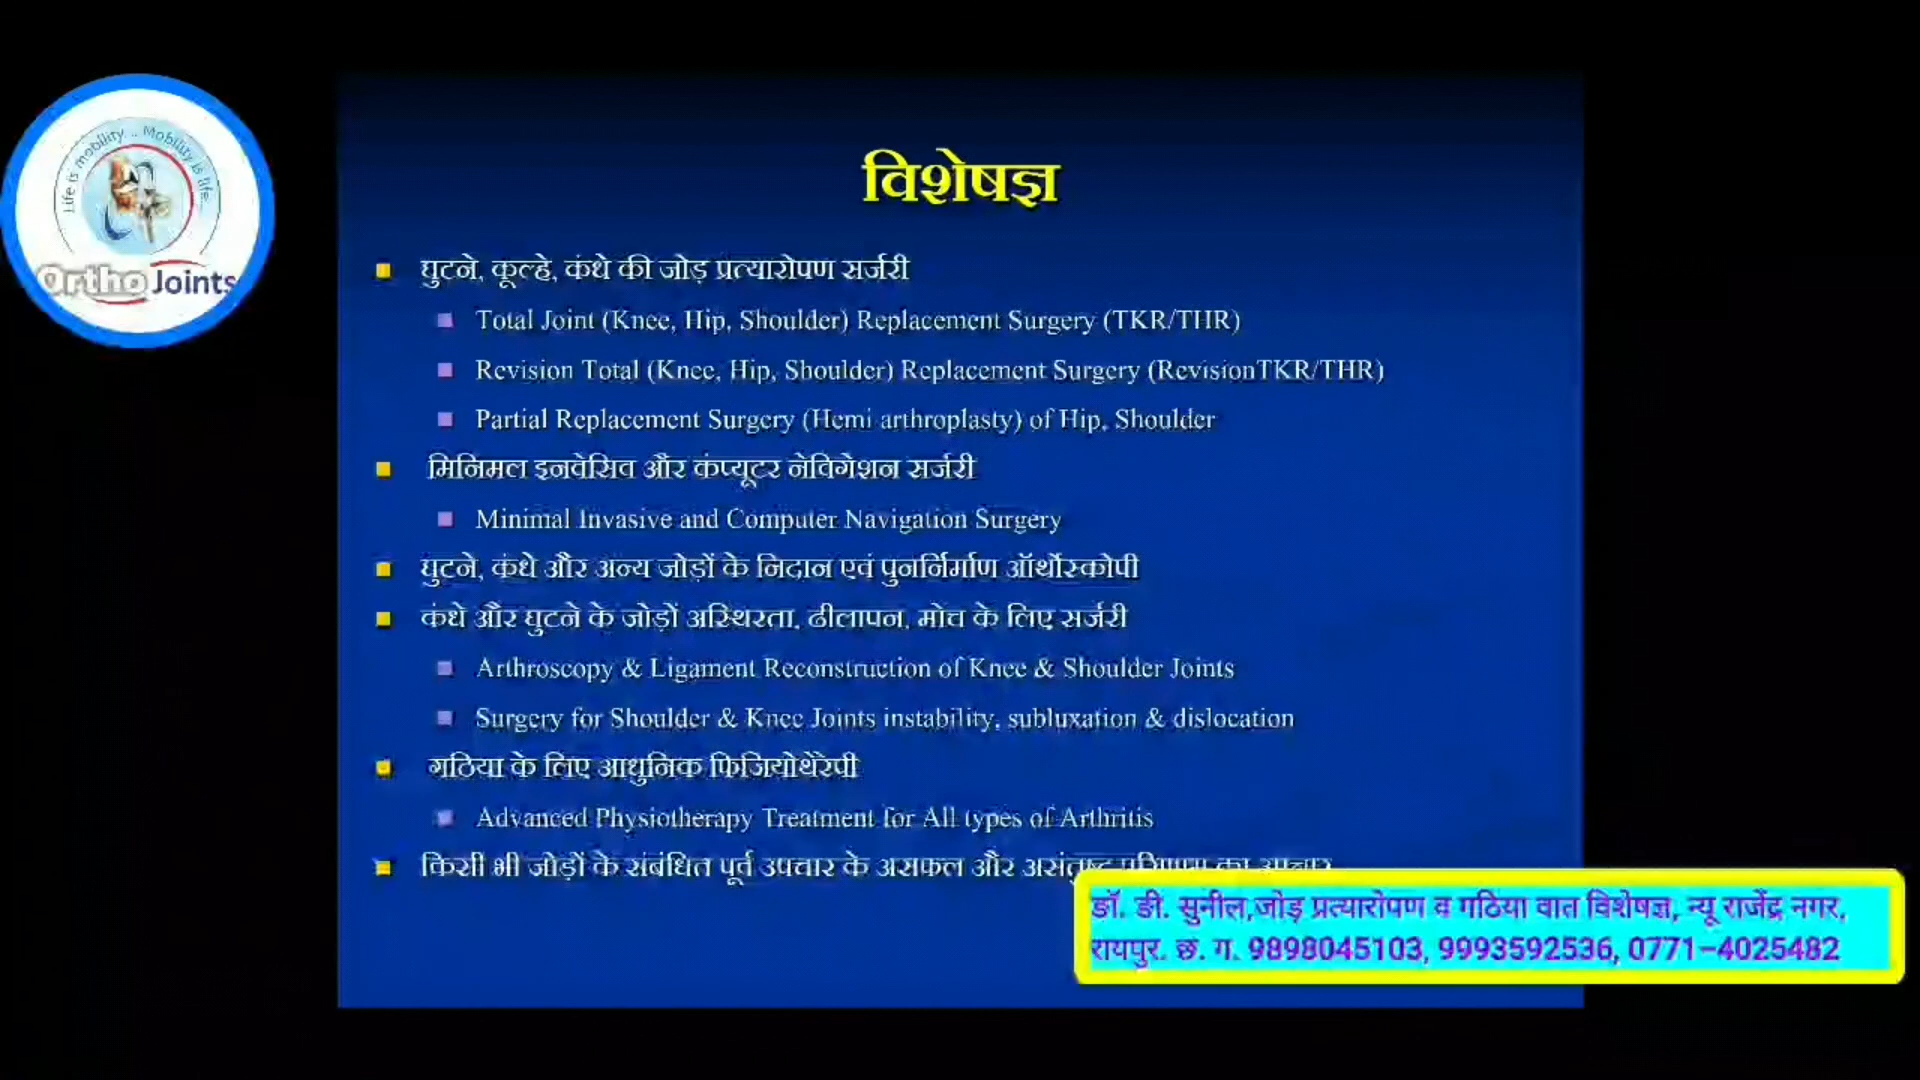 Life is mobility... Mobility is life..
Ortho Joints
विशेषज्ञ
घुटने, कूल्हे, कंधे की जोड़ प्रत्यारोपण सर्जरी
Total Joint (Knee, Hip, Shoulder) Replacement Surgery (TKR/THR)
Revision Total (Knee, Hip, Shoulder) Replacement Surgery (RevisionTKR/THR)
Partial Replacement Surgery (Hemi arthroplasty) of Hip, Shoulder
मिनिमल इनवेसिव और कंप्यूटर नेविगेशन सर्जरी
Minimal Invasive and Computer Navigation Surgery
घुटने, कंधे और अन्य जोड़ों के निदान एवं पुनर्निर्माण ऑर्थोस्कोपी
कंधे और घुटने के जोड़ों अस्थिरता, ढीलापन, मोच के लिए सर्जरी
Arthroscopy & Ligament Reconstruction of Knee & Shoulder Joints
Surgery for Shoulder & Knee Joints instability, subluxation & dislocation
गठिया के लिए आधुनिक फिजियोथैरेपी
Advanced Physiotherapy Treatment for All types of Arthritis
किसी भी जोड़ों के संबंधित पूर्व उपचार के असफल और असंतुष्ट परिणाम का उपचार
डॉ. डी. सुनील,जोड़ प्रत्यारोपण व गठिया वात विशेषज्ञ, न्यू राजेंद्र नगर,
रायपुर. छ. ग. 9898045103, 9993592536, 0771-4025482